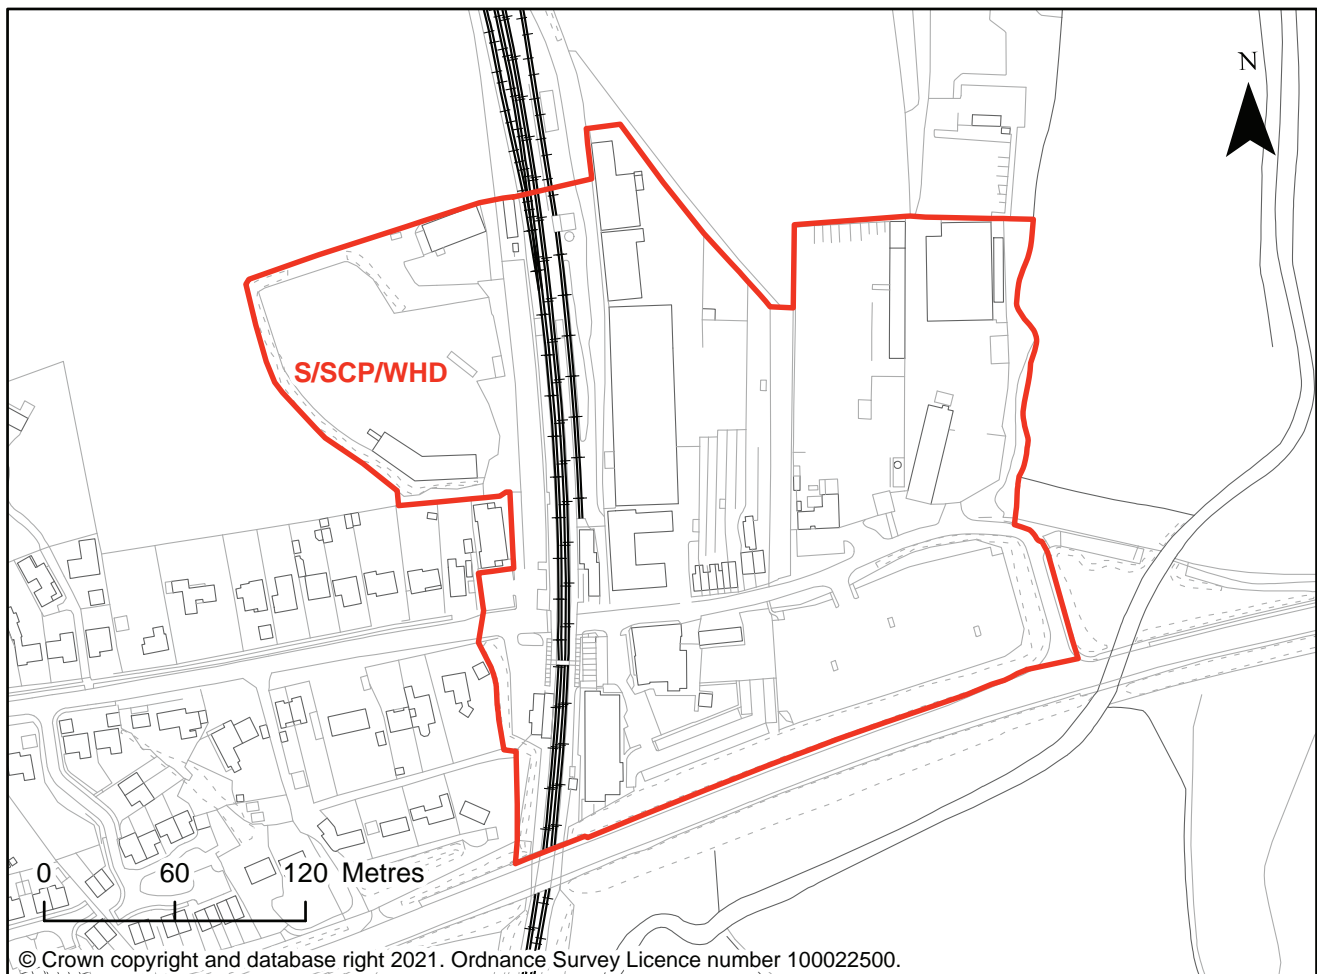 N
S/SCP/WHD
0 60 120 Metres
© Crown copyright and database right 2021. Ordnance Survey Licence number 100022500.